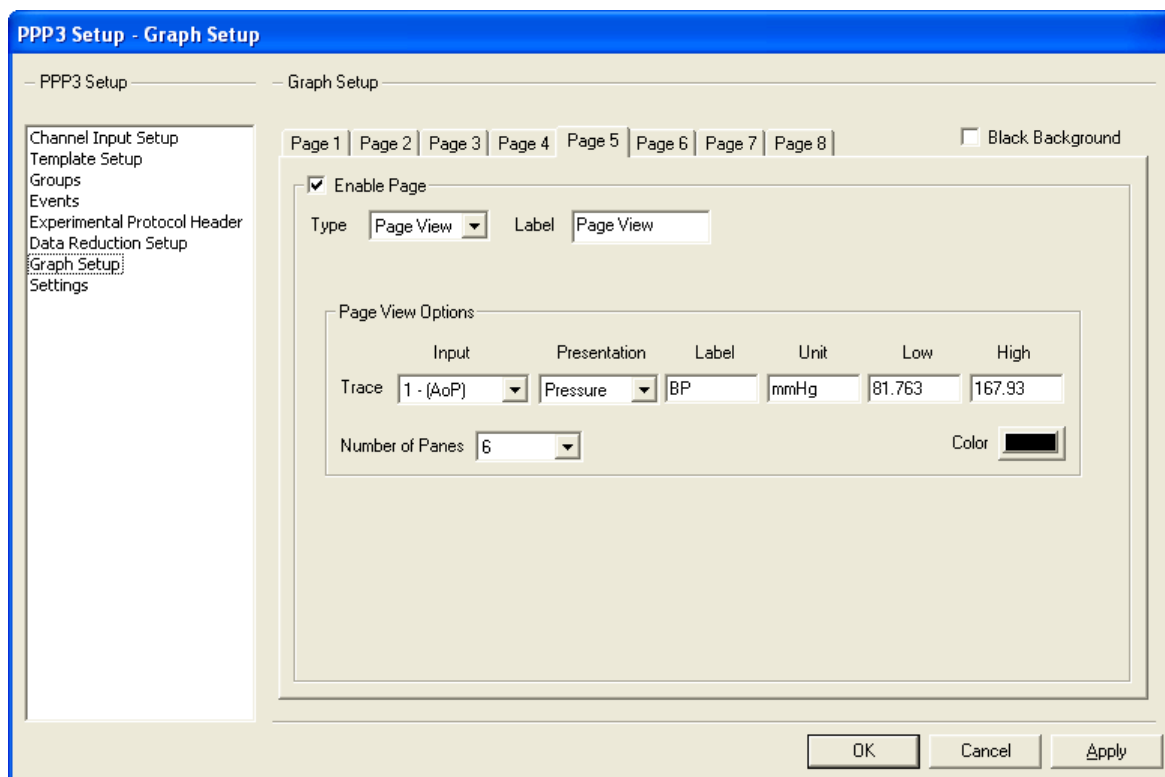 PPP3 Setup - Graph Setup
PPP3 Setup
Channel Input Setup
Template Setup
Groups
Events
Experimental Protocol Header
Data Reduction Setup
Graph Setup
Settings
Graph Setup
Page 1 Page 2 Page 3 Page 4 Page 5 Page 6 Page 7 Page 8
Black Background
Enable Page
Type Page View Label Page View
Page View Options
Input Presentation Label Unit Low High
Trace 1 - (AoP) Pressure BP mmHg 81.763 167.93
Number of Panes 6 Color
OK Cancel Apply